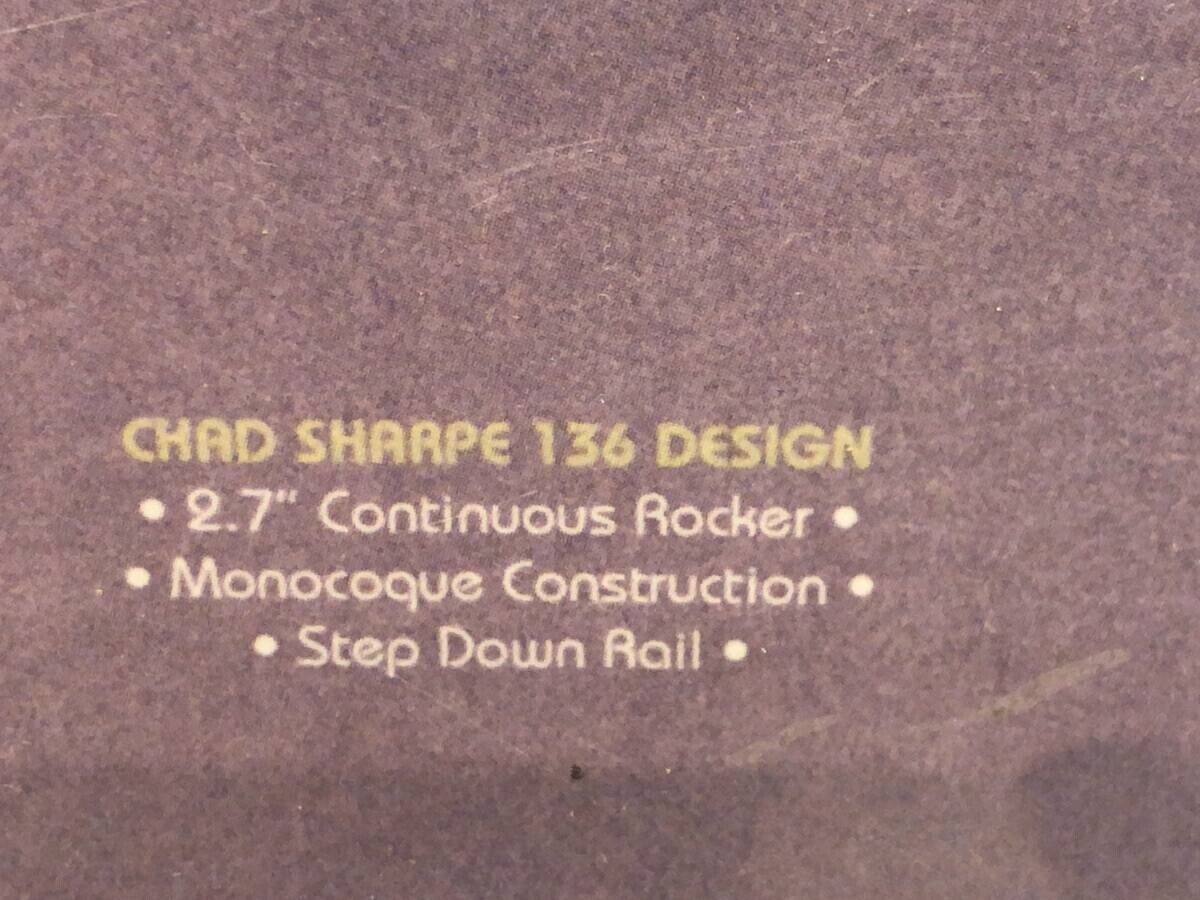 CHAD SHARPE 136 DESIGN
• 2.7" Continuous Rocker •
• Monocoque Construction •
• Step Down Rail •